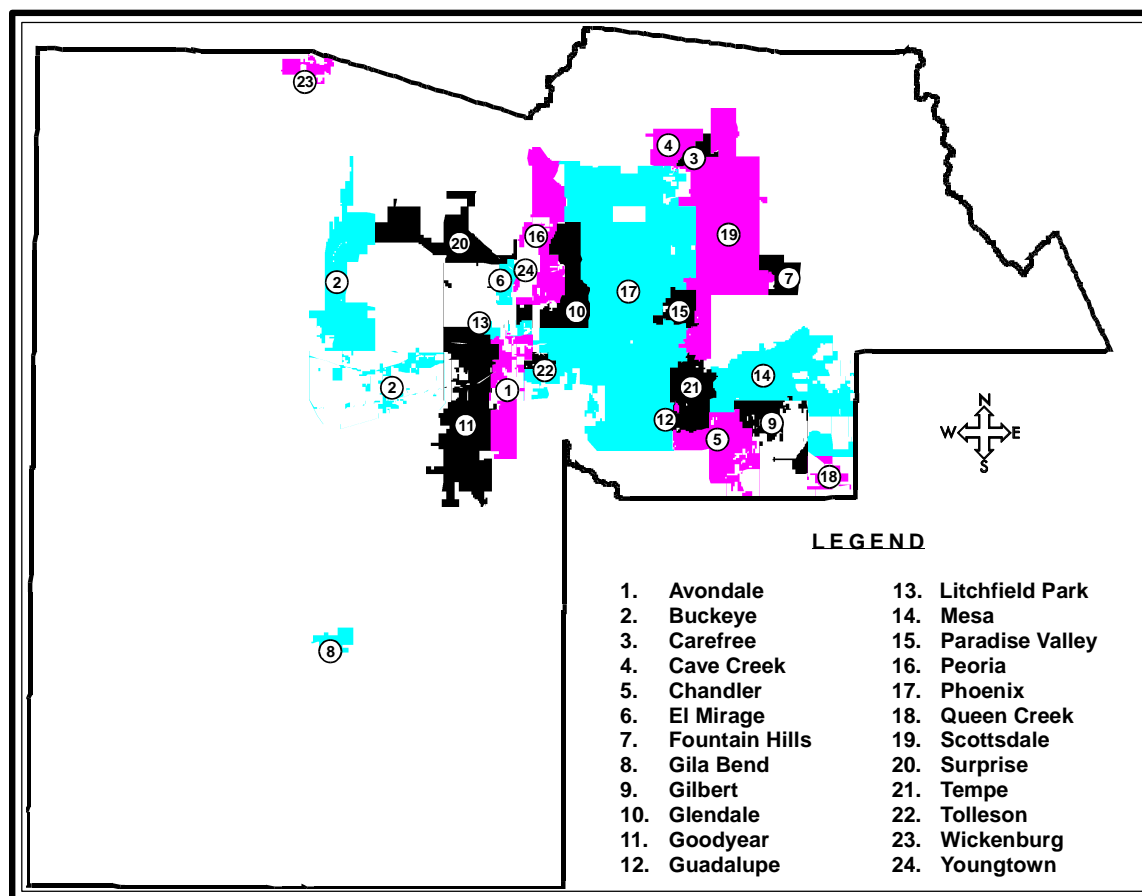 23
4
3
16
19
20
24
6
7
2
17
10
15
13
22
14
2
1
21
11
12
9
5
18
N
W E
S
LEGEND
1. Avondale
2. Buckeye
3. Carefree
4. Cave Creek
5. Chandler
6. El Mirage
7. Fountain Hills
8. Gila Bend
9. Gilbert
10. Glendale
11. Goodyear
12. Guadalupe
13. Litchfield Park
14. Mesa
15. Paradise Valley
16. Peoria
17. Phoenix
18. Queen Creek
19. Scottsdale
20. Surprise
21. Tempe
22. Tolleson
23. Wickenburg
24. Youngtown
8